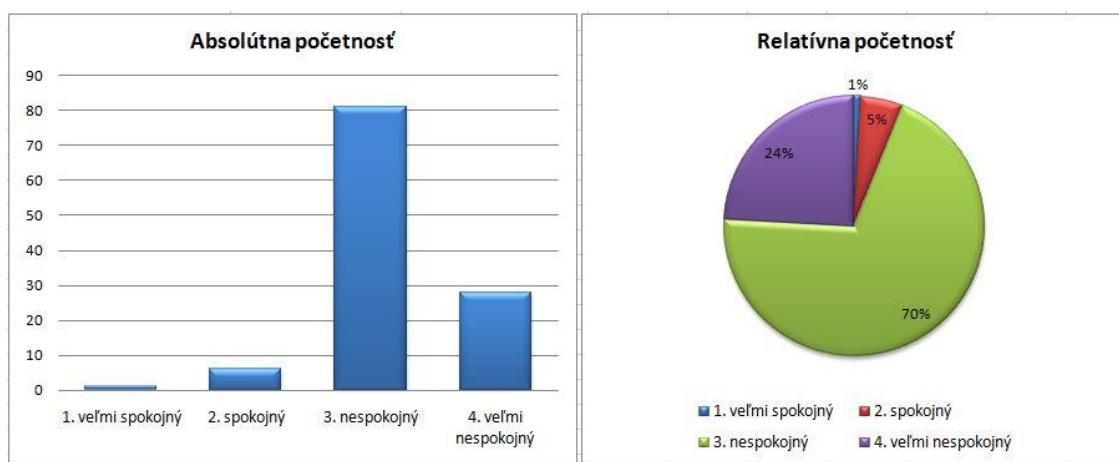 Absolútna početnosť
90
80
70
60
50
40
30
20
10
0
1. veľmi spokojný
2. spokojný
3. nespokojný
4. veľmi
nespokojný
Relatívna početnosť
1%
5%
24%
70%
1. veľmi spokojný
2. spokojný
3. nespokojný
4. veľmi nespokojný